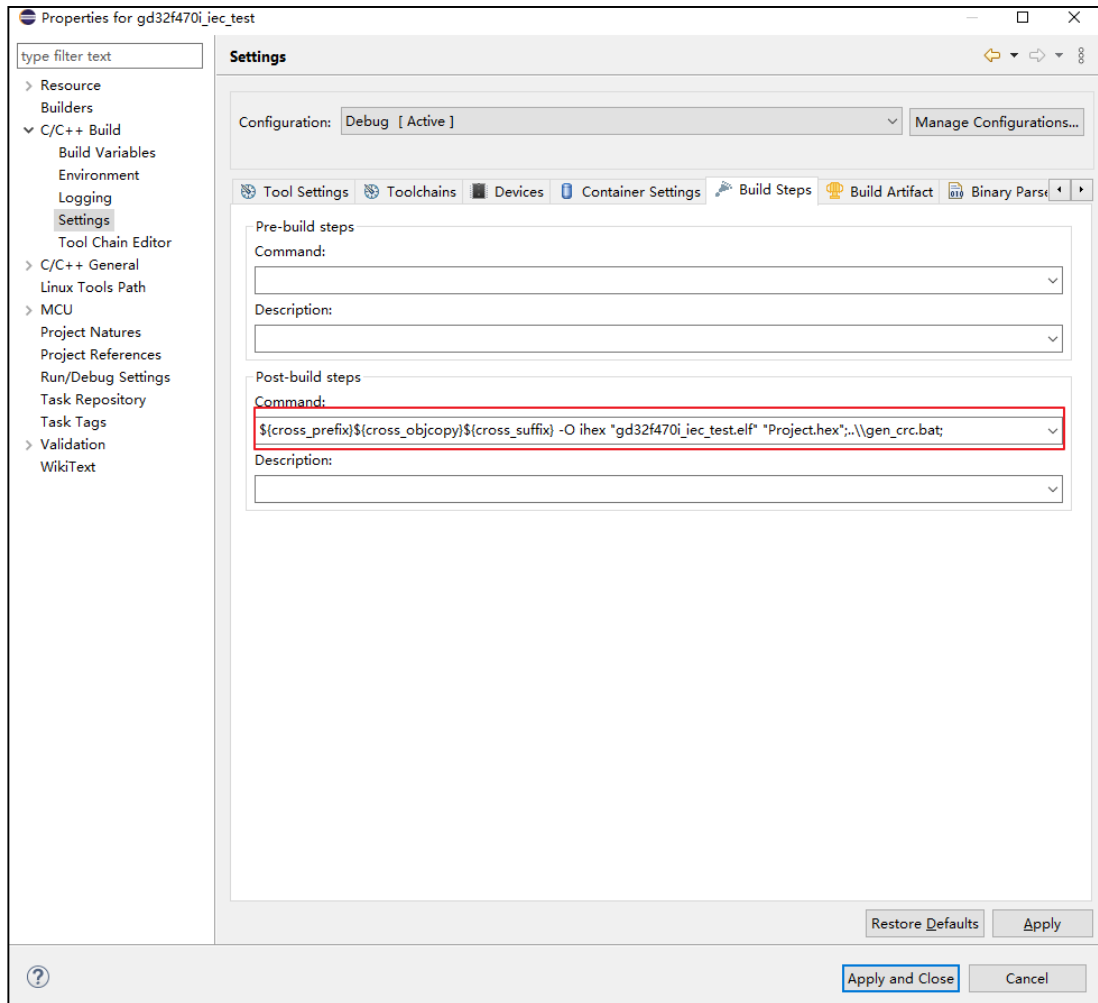 Properties for gd32f470i_iec_test
type filter text
Resource
Builders
C/C++ Build
Build Variables
Environment
Logging
Settings
Tool Chain Editor
C/C++ General
Linux Tools Path
MCU
Project Natures
Project References
Run/Debug Settings
Task Repository
Task Tags
Validation
WikiText
Settings
Configuration: Debug [ Active ] Manage Configurations...
Tool Settings Toolchains Devices Container Settings Build Steps Build Artifact Binary Parse
Pre-build steps
Command:
Description:
Post-build steps
Command:
${cross_prefix}${cross_objcopy}${cross_suffix} -O ihex "gd32f470i_iec_test.elf" "Project.hex";..\\gen_crc.bat;
Description:
Restore Defaults Apply
Apply and Close Cancel